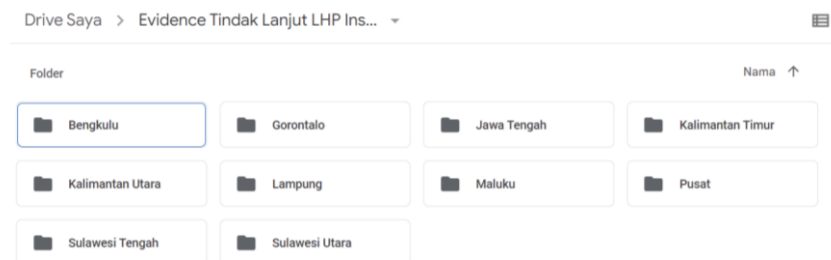 Drive Saya > Evidence Tindak Lanjut LHP Ins...
Folder Nama ↑
Bengkulu Gorontalo Jawa Tengah Kalimantan Timur
Kalimantan Utara Lampung Maluku Pusat
Sulawesi Tengah Sulawesi Utara